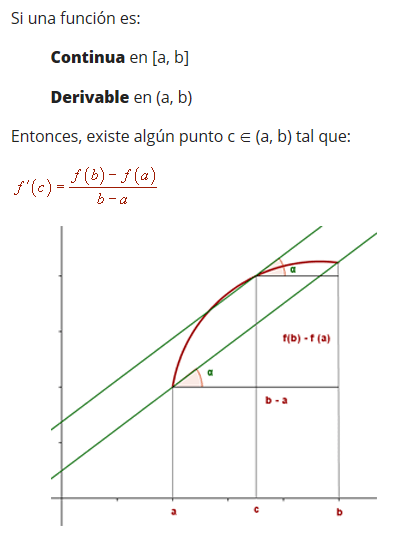 Si una función es:
Continua en [a, b]
Derivable en (a, b)
Entonces, existe algún punto c ∈ (a, b) tal que:
f'(c) = f(b) − f(a) / b − a
α
f(b) - f (a)
α
b - a
a c b